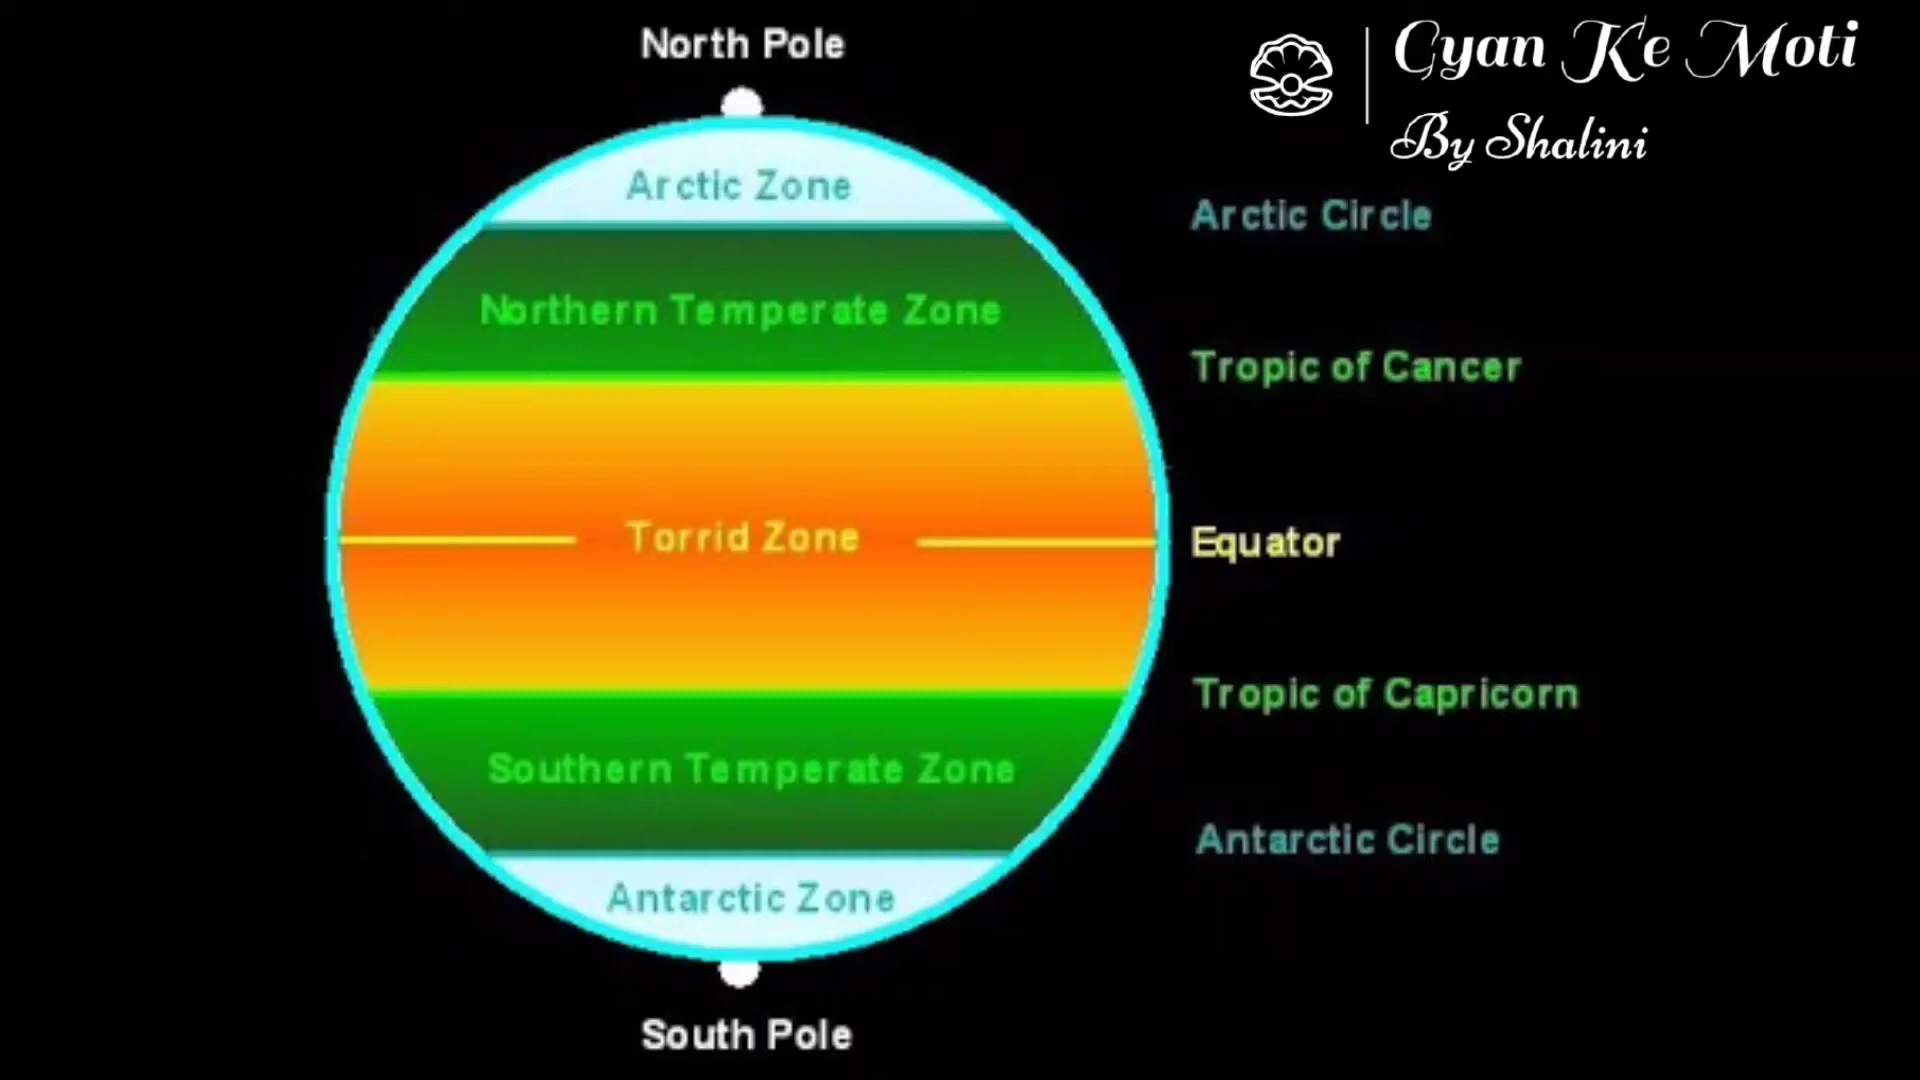 North Pole
Gyan Ke Moti
By Shalini
Arctic Zone
Arctic Circle
Northern Temperate Zone
Tropic of Cancer
Torrid Zone
Equator
Tropic of Capricorn
Southern Temperate Zone
Antarctic Circle
Antarctic Zone
South Pole